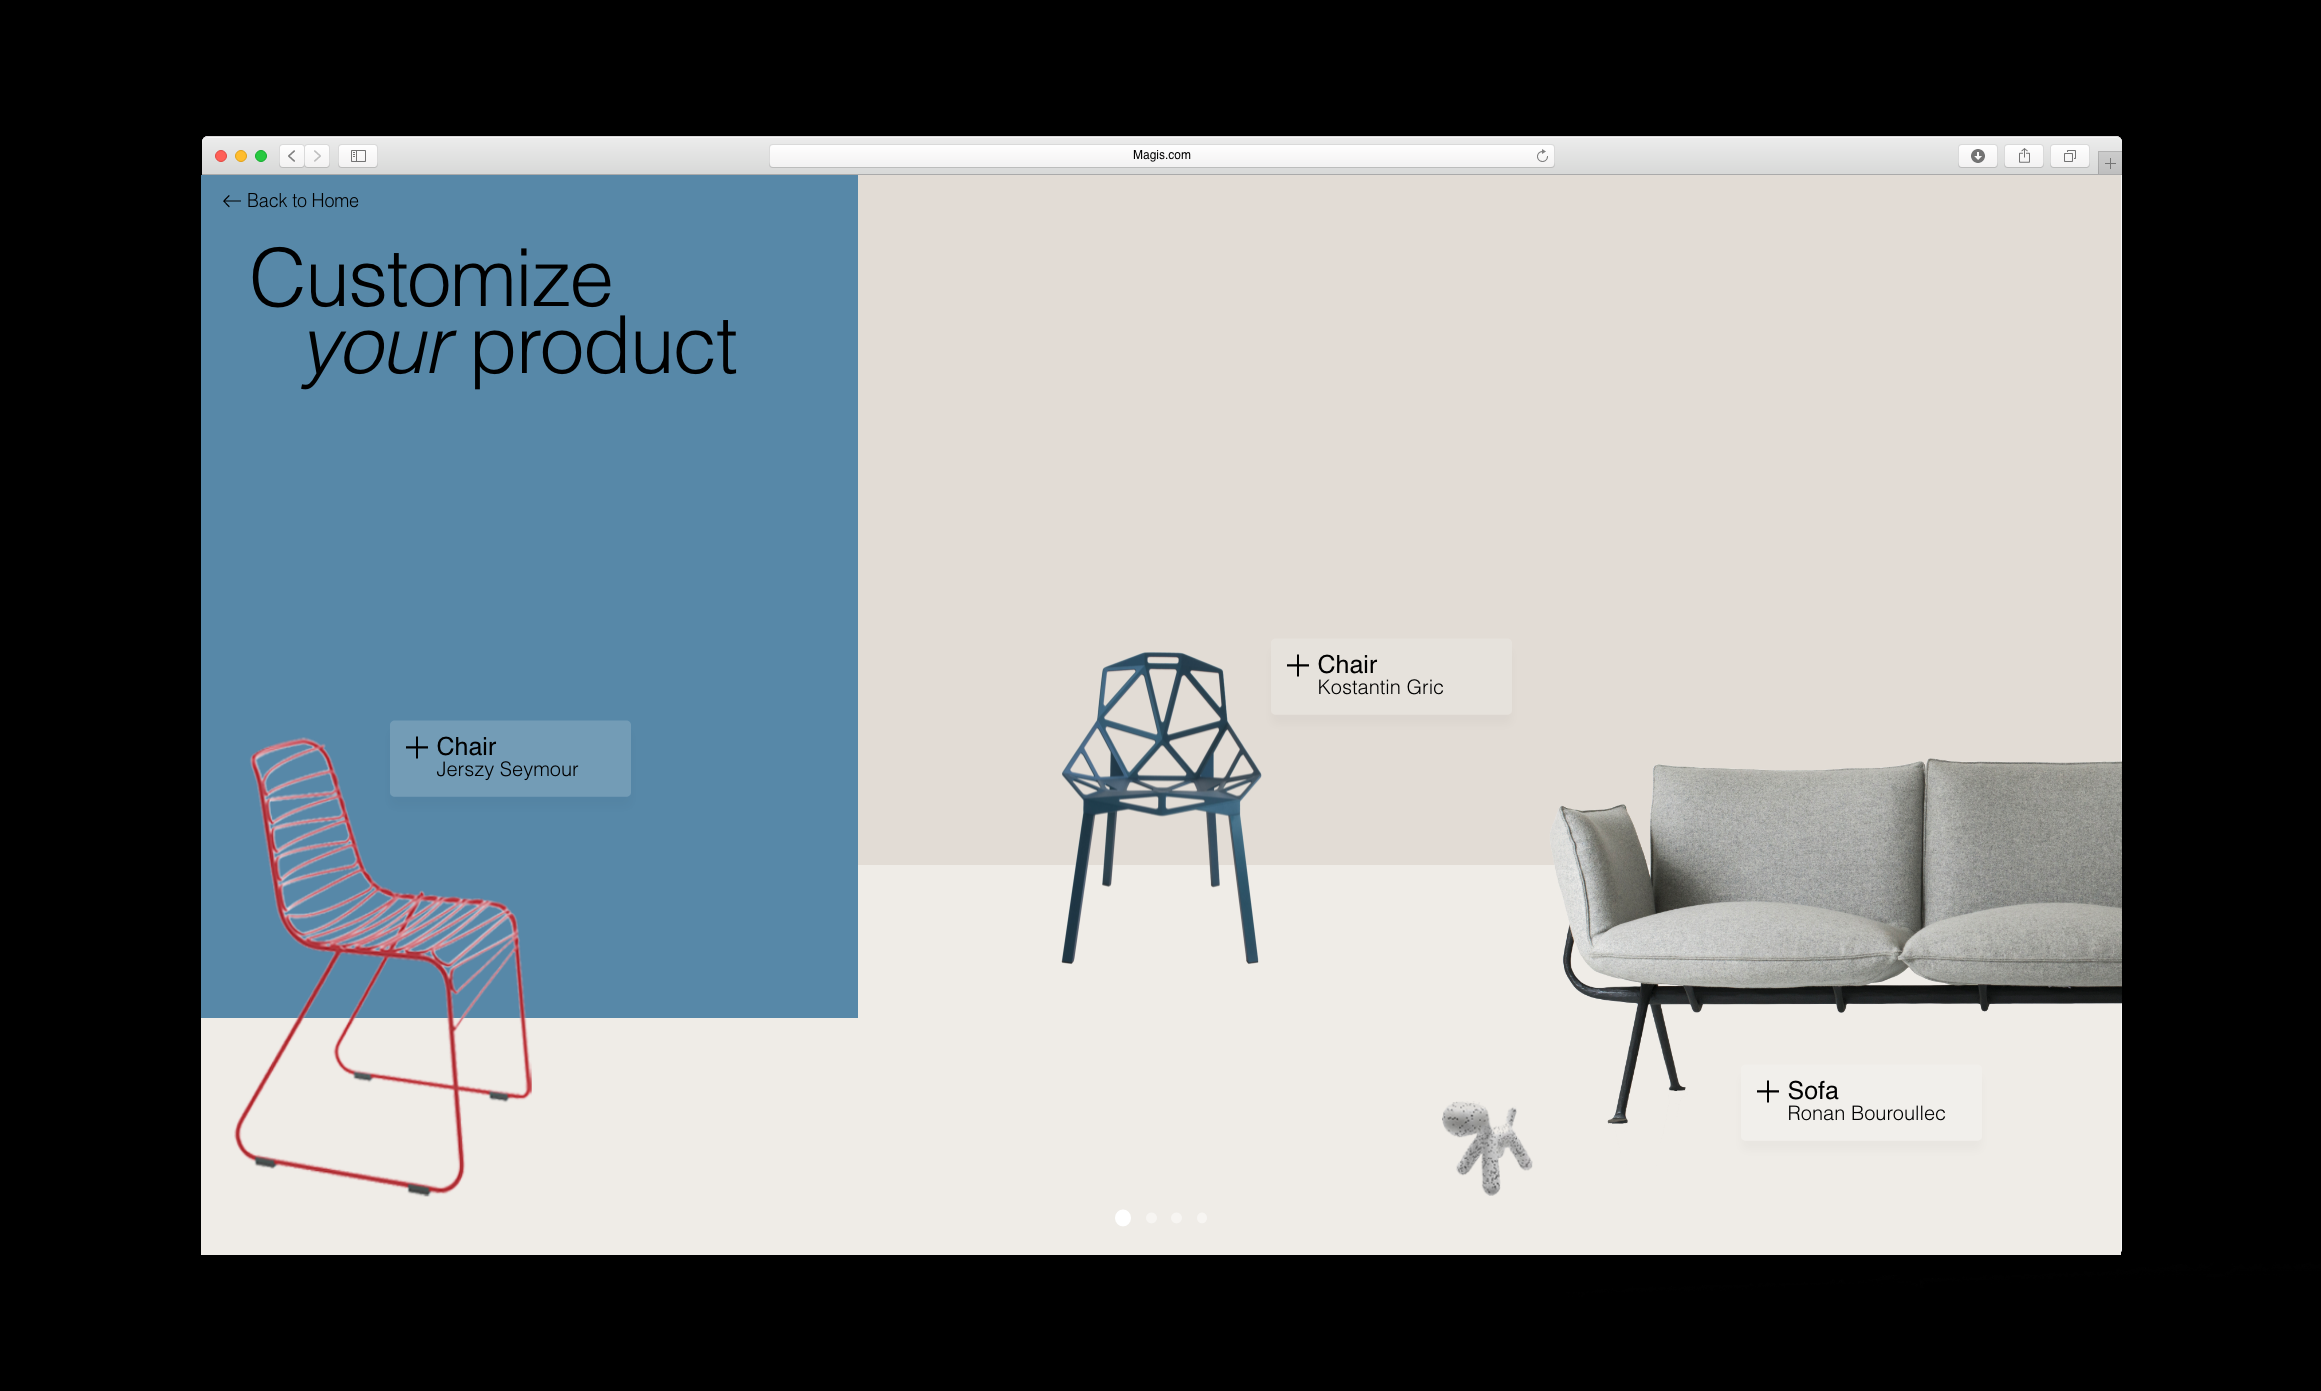 Magis.com
← Back to Home
Customize
your product
+ Chair
Kostantin Gric
+ Chair
Jerszy Seymour
+ Sofa
Ronan Bouroullec